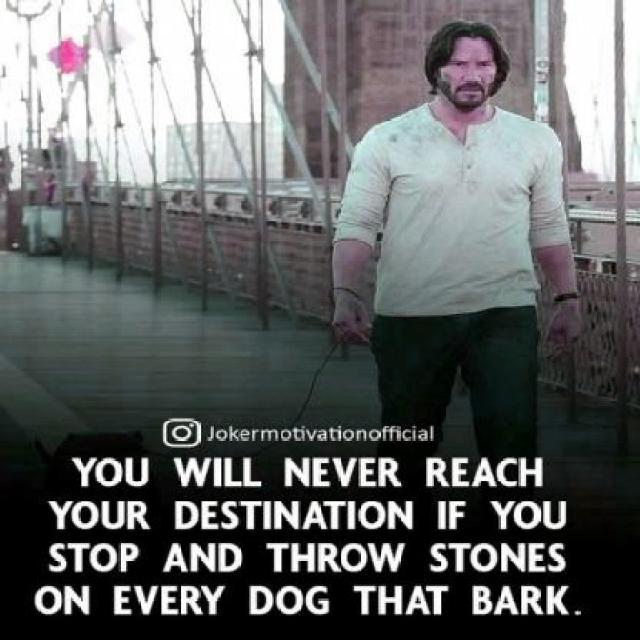 Jokermotivationofficial
YOU WILL NEVER REACH
YOUR DESTINATION IF YOU
STOP AND THROW STONES
ON EVERY DOG THAT BARK.